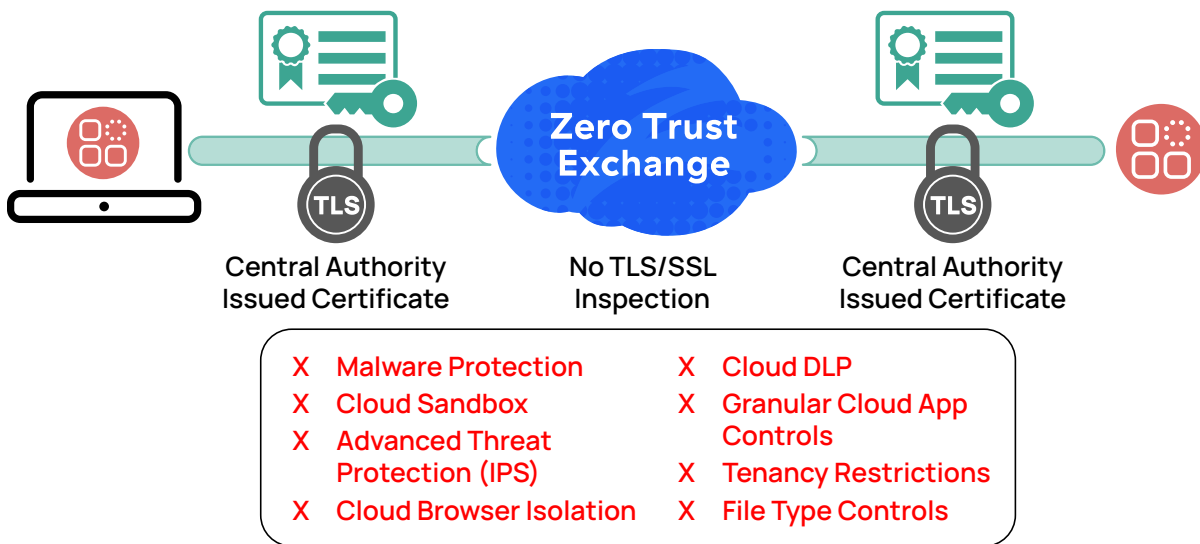 Zero Trust
Exchange
TLS
TLS
Central Authority
Issued Certificate
No TLS/SSL
Inspection
Central Authority
Issued Certificate
X Malware Protection
X Cloud Sandbox
X Advanced Threat
Protection (IPS)
X Cloud Browser Isolation
X Cloud DLP
X Granular Cloud App
Controls
X Tenancy Restrictions
X File Type Controls